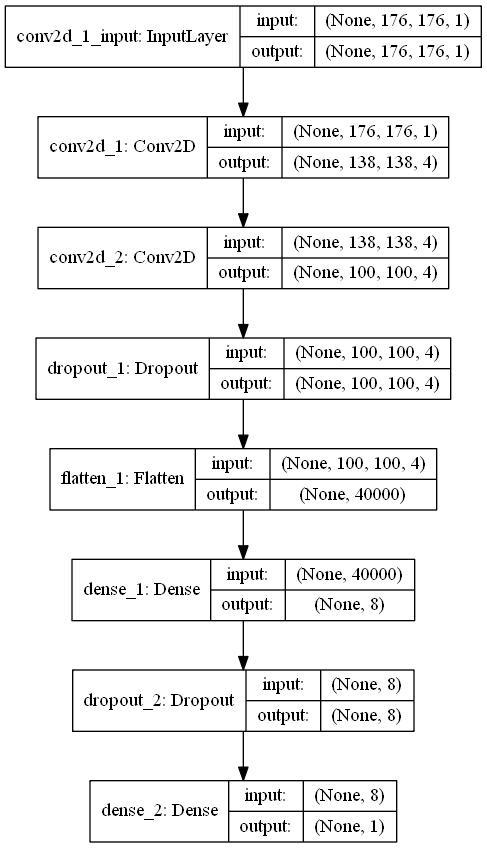 conv2d_1_input: InputLayer
input: (None, 176, 176, 1)
output: (None, 176, 176, 1)
conv2d_1: Conv2D
input: (None, 176, 176, 1)
output: (None, 138, 138, 4)
conv2d_2: Conv2D
input: (None, 138, 138, 4)
output: (None, 100, 100, 4)
dropout_1: Dropout
input: (None, 100, 100, 4)
output: (None, 100, 100, 4)
flatten_1: Flatten
input: (None, 100, 100, 4)
output: (None, 40000)
dense_1: Dense
input: (None, 40000)
output: (None, 8)
dropout_2: Dropout
input: (None, 8)
output: (None, 8)
dense_2: Dense
input: (None, 8)
output: (None, 1)